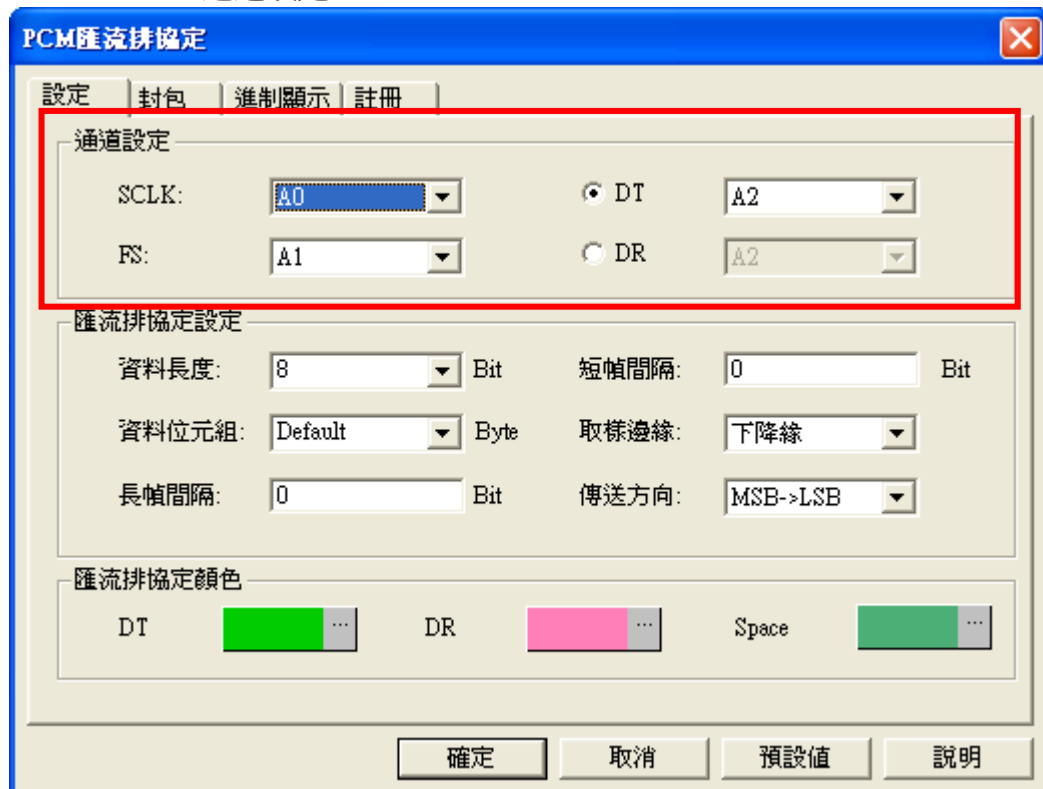 PCM匯流排協定
設定 封包 進制顯示 註冊
通道設定
SCLK: A0 DT A2
FS: A1 DR A2
匯流排協定設定
資料長度: 8 Bit 短幀間隔: 0 Bit
資料位元組: Default Byte 取樣邊緣: 下降緣
長幀間隔: 0 Bit 傳送方向: MSB->LSB
匯流排協定顏色
DT ... DR ... Space ...
確定 取消 預設值 說明